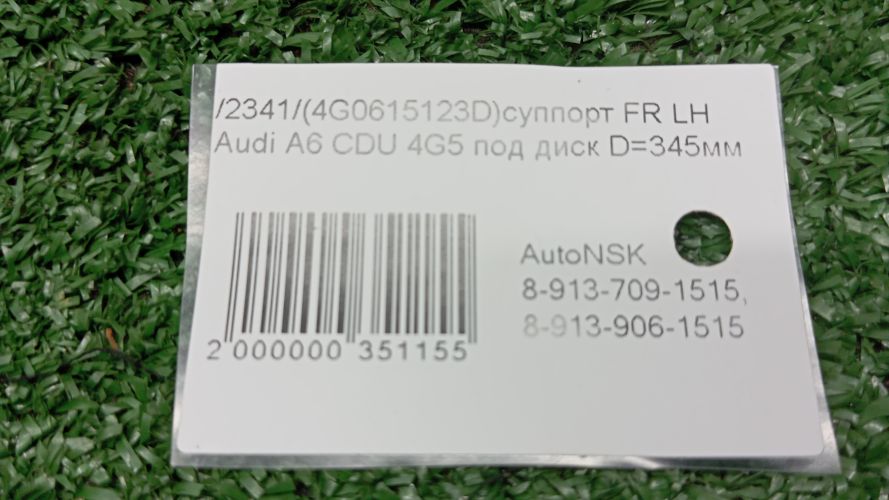 /2341/(4G0615123D)суппорт FR LH
Audi A6 CDU 4G5 под диск D=345мм
AutoNSK
8-913-709-1515,
8-913-906-1515
2 000000 351155